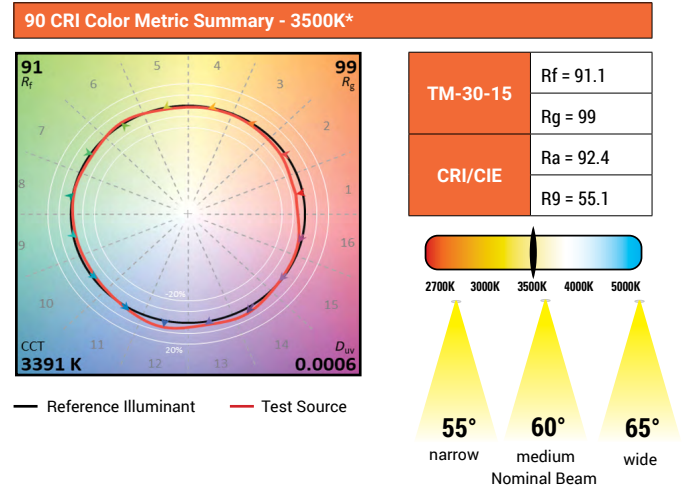 90 CRI Color Metric Summary - 3500K*
91
Rf
99
Rg
1
2
3
4
5
6
7
8
9
10
11
12
13
14
15
16
-20%
20%
CCT
3391 K
Duv
0.0006
Reference Illuminant
Test Source
TM-30-15
Rf = 91.1
Rg = 99
CRI/CIE
Ra = 92.4
R9 = 55.1
2700K 3000K 3500K 4000K 5000K
55° 60° 65°
narrow medium wide
Nominal Beam